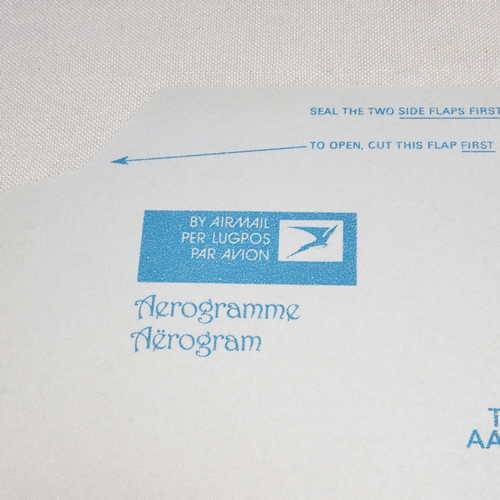 SEAL THE TWO SIDE FLAPS FIRST
TO OPEN, CUT THIS FLAP FIRST
BY AIRMAIL
PER LUGPOS
PAR AVION
Aerogramme
Aërogram